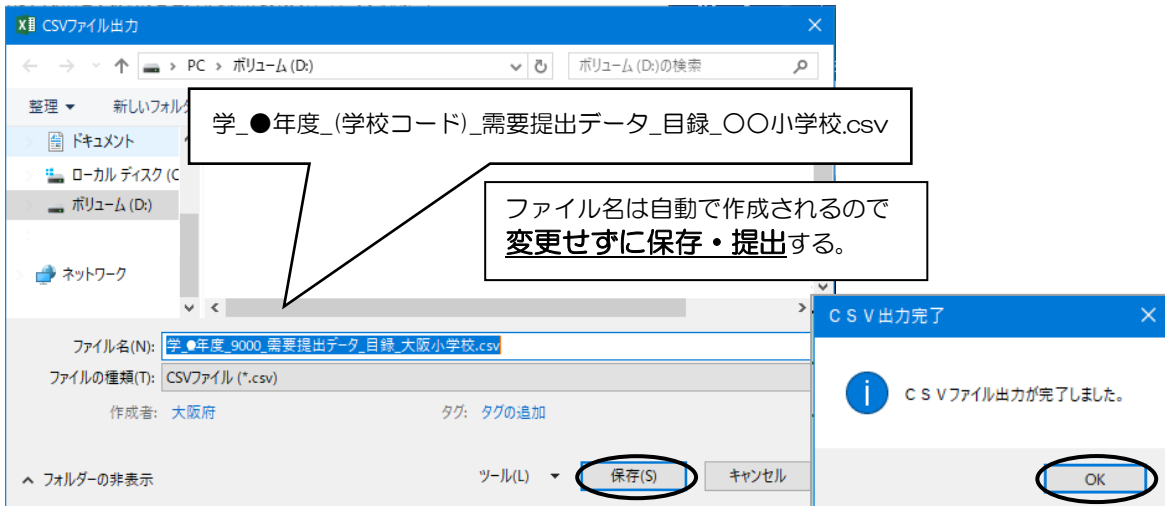 CSVファイル出力
PC › ボリューム (D:)
ボリューム (D:)の検索
整理
新しいフォル
学_●年度_(学校コード)_需要提出データ_目録_〇〇小学校.csv
ドキュメント
ローカル ディスク (C
ボリューム (D:)
ファイル名は自動で作成されるので
変更せずに保存・提出する。
ネットワーク
ファイル名(N):
学_●年度_9000_需要提出データ_目録_大阪小学校.csv
ファイルの種類(T):
CSVファイル (*.csv)
作成者: 大阪府
タグ: タグの追加
フォルダーの非表示
ツール(L)
保存(S)
キャンセル
ＣＳＶ出力完了
ＣＳＶファイル出力が完了しました。
OK